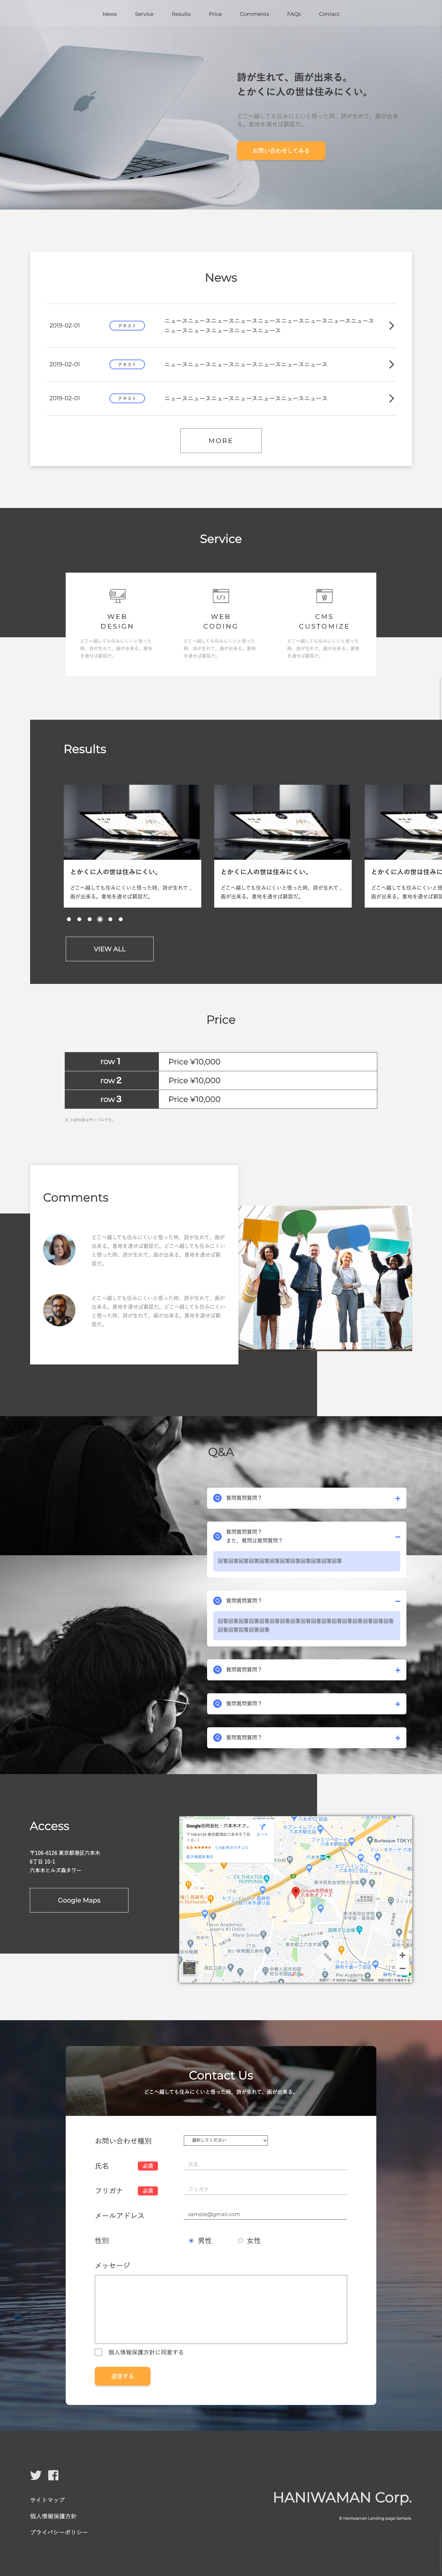 News Service Results Price Comments FAQs Contact
詩が生れて、画が出来る。
とかくに人の世は住みにくい。
どこへ越しても住みにくいと悟った時、詩が生れて、画が出来
る。意地を通せば窮屈だ。
お問い合わせしてみる
News
2019-02-01 テキスト ニュースニュースニュースニュースニュースニュースニュースニュースニュース
ニュースニュースニュースニュースニュース
2019-02-01 テキスト ニュースニュースニュースニュースニュースニュースニュース
2019-02-01 テキスト ニュースニュースニュースニュースニュースニュースニュース
MORE
Service
WEB
DESIGN
どこへ越しても住みにくいと悟った
時、詩が生れて、画が出来る。意地
を通せば窮屈だ。
WEB
CODING
どこへ越しても住みにくいと悟った
時、詩が生れて、画が出来る。意地
を通せば窮屈だ。
CMS
CUSTOMIZE
どこへ越しても住みにくいと悟った
時、詩が生れて、画が出来る。意地
を通せば窮屈だ。
Results
とかくに人の世は住みにくい。
どこへ越しても住みにくいと悟った時、詩が生れて、
画が出来る。意地を通せば窮屈だ。
とかくに人の世は住みにくい。
どこへ越しても住みにくいと悟った時、詩が生れて、
画が出来る。意地を通せば窮屈だ。
とかくに人の世は住みに
どこへ越しても住みにくいと悟
画が出来る。意地を通せば窮屈
VIEW ALL
Price
row 1 Price ¥10,000
row 2 Price ¥10,000
row 3 Price ¥10,000
※ 上記料金はサンプルです。
Comments
どこへ越しても住みにくいと悟った時、詩が生れて、画が
出来る。意地を通せば窮屈だ。どこへ越しても住みにくい
と悟った時、詩が生れて、画が出来る。意地を通せば窮
屈だ。
どこへ越しても住みにくいと悟った時、詩が生れて、画が
出来る。意地を通せば窮屈だ。どこへ越しても住みにくい
と悟った時、詩が生れて、画が出来る。意地を通せば窮
屈だ。
Q&A
Q 質問質問質問？
Q 質問質問質問？
また、質問は質問質問？
回答回答回答回答回答回答回答回答回答回答回答回答
Q 質問質問質問？
回答回答回答回答回答回答回答回答回答回答回答回答回答回答回答回答回答
回答回答回答回答回答
Q 質問質問質問？
Q 質問質問質問？
Q 質問質問質問？
Access
〒106-6126 東京都港区六本木
6丁目 10-1
六本木ヒルズ森タワー
Google Maps
Google合同会社 - 六本木オフ...
〒106-6126 東京都港区六本木６丁目
１０−１
ルート
拡大地図を表示
Burlesque TOKYO
EX THEATER
ROPPONGI
Google合同会社
六本木オフィス
Contact Us
どこへ越しても住みにくいと悟った時、詩が生れて、画が出来る。
お問い合わせ種別 選択してください
氏名 必須 氏名
フリガナ 必須 フリガナ
メールアドレス sample@gmail.com
性別 男性 女性
メッセージ
個人情報保護方針に同意する
送信する
サイトマップ
個人情報保護方針
プライバシーポリシー
HANIWAMAN Corp.
© Haniwaman Landing page Sample.